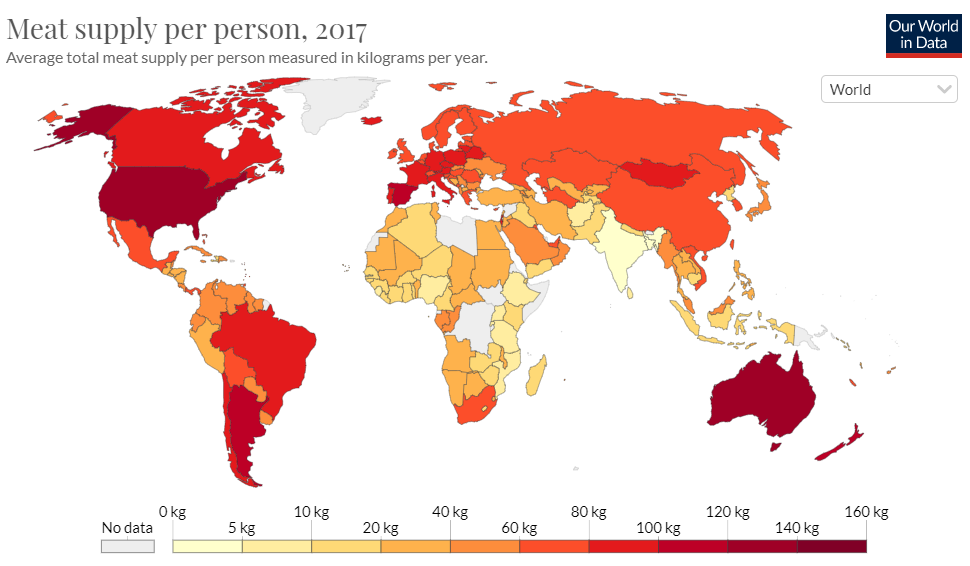 Meat supply per person, 2017
Average total meat supply per person measured in kilograms per year.
Our World
in Data
World
No data
0 kg
5 kg
10 kg
20 kg
40 kg
60 kg
80 kg
100 kg
120 kg
140 kg
160 kg